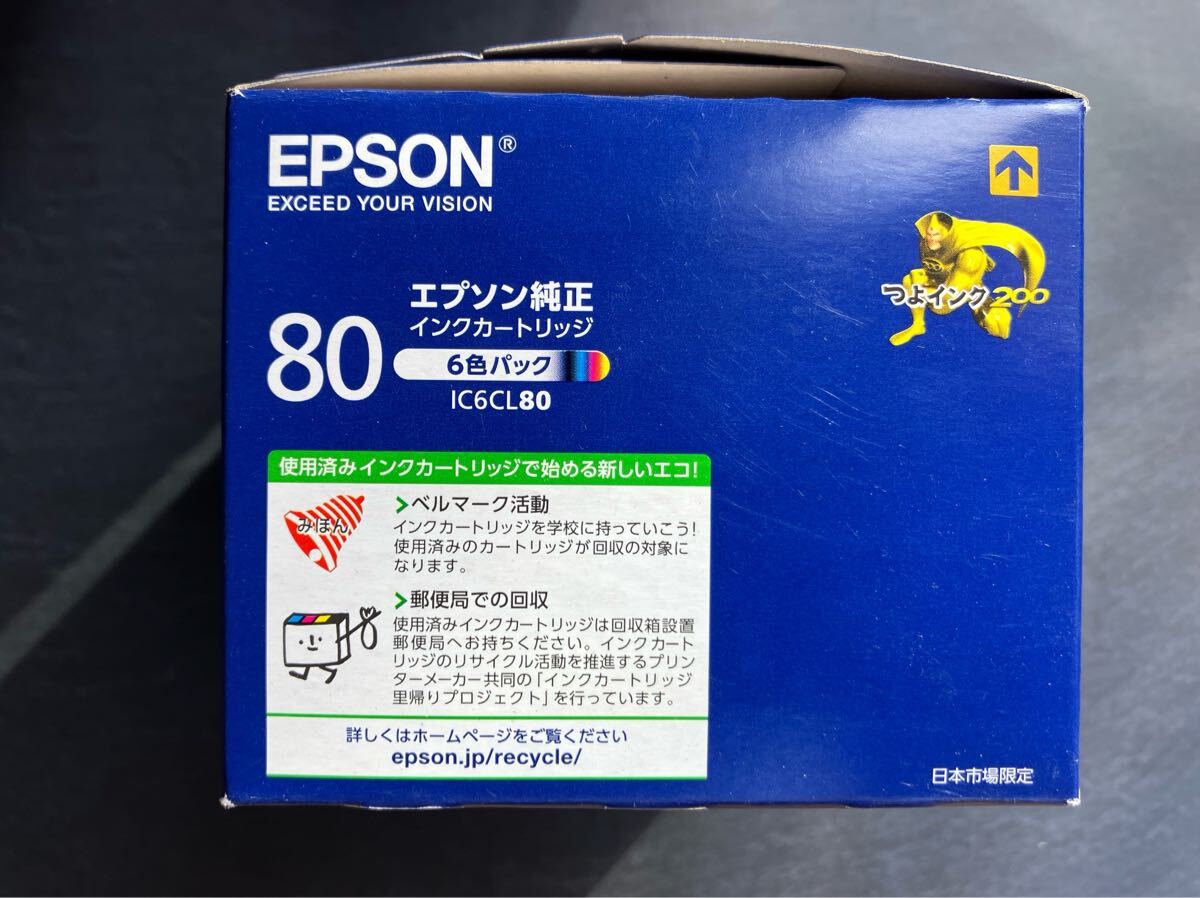 EPSON®
EXCEED YOUR VISION
つよインク200
エプソン純正
インクカートリッジ
80
6色パック
IC6CL80
使用済みインクカートリッジで始める新しいエコ!
みほん
>ベルマーク活動
インクカートリッジを学校に持っていこう!
使用済みのカートリッジが回収の対象に
なります。
>郵便局での回収
使用済みインクカートリッジは回収箱設置
郵便局へお持ちください。インクカート
リッジのリサイクル活動を推進するプリン
ターメーカー共同の「インクカートリッジ
里帰りプロジェクト」を行っています。
詳しくはホームページをご覧ください
epson.jp/recycle/
日本市場限定